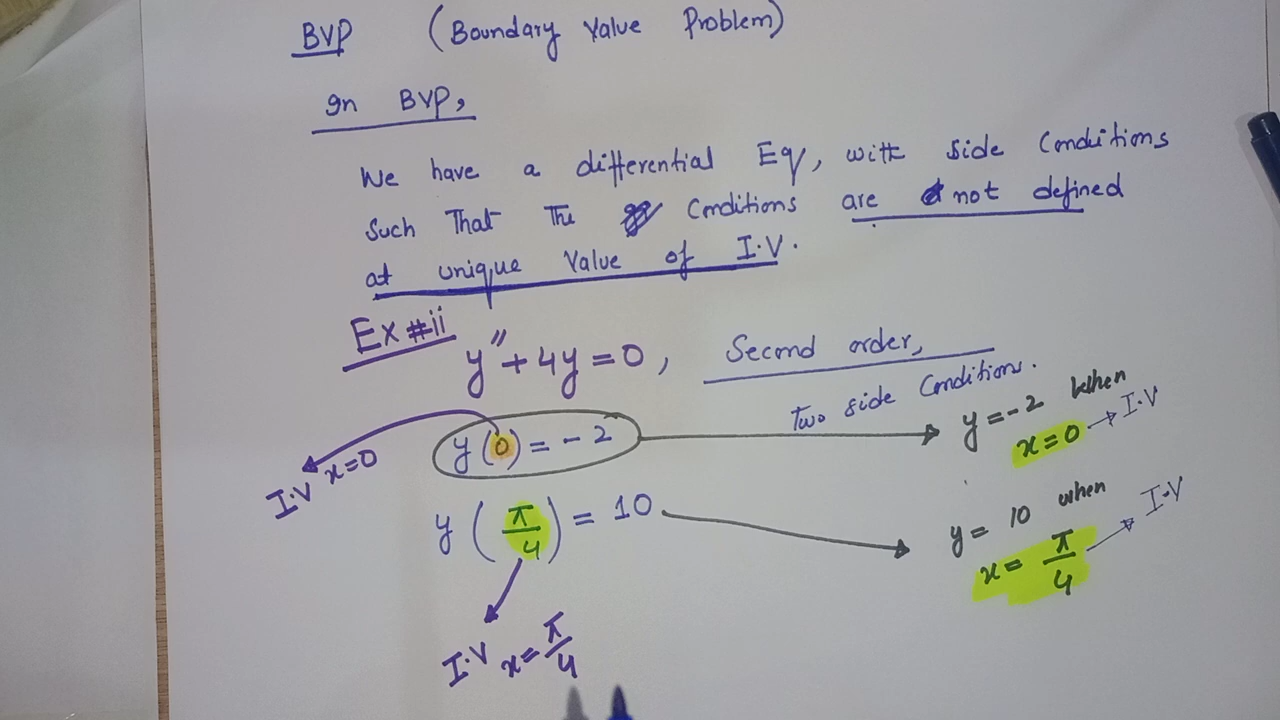 BVP (Boundary Value Problem)
In BVP,
We have a differential Eq, with side Conditions
Such That The Conditions are not defined
at unique Value of I.V.
Ex #ii
y'' + 4y = 0, Second order,
Two side Conditions.
y(0) = -2
y = -2 when
x=0 → I.V
I.V x=0
y(π/4) = 10
y = 10 when
x = π/4 → I.V
I.V x = π/4